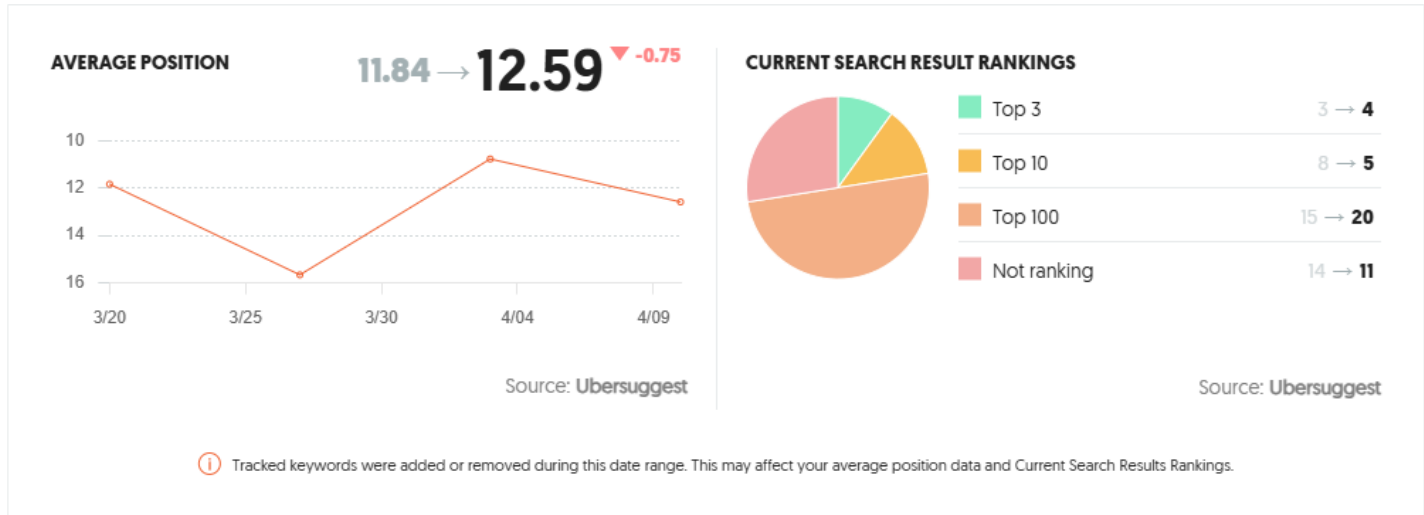 AVERAGE POSITION
11.84 → 12.59 ▼ -0.75
10
12
14
16
3/20 3/25 3/30 4/04 4/09
Source: Ubersuggest
CURRENT SEARCH RESULT RANKINGS
Top 3 3 → 4
Top 10 8 → 5
Top 100 15 → 20
Not ranking 14 → 11
Source: Ubersuggest
Tracked keywords were added or removed during this date range. This may affect your average position data and Current Search Results Rankings.